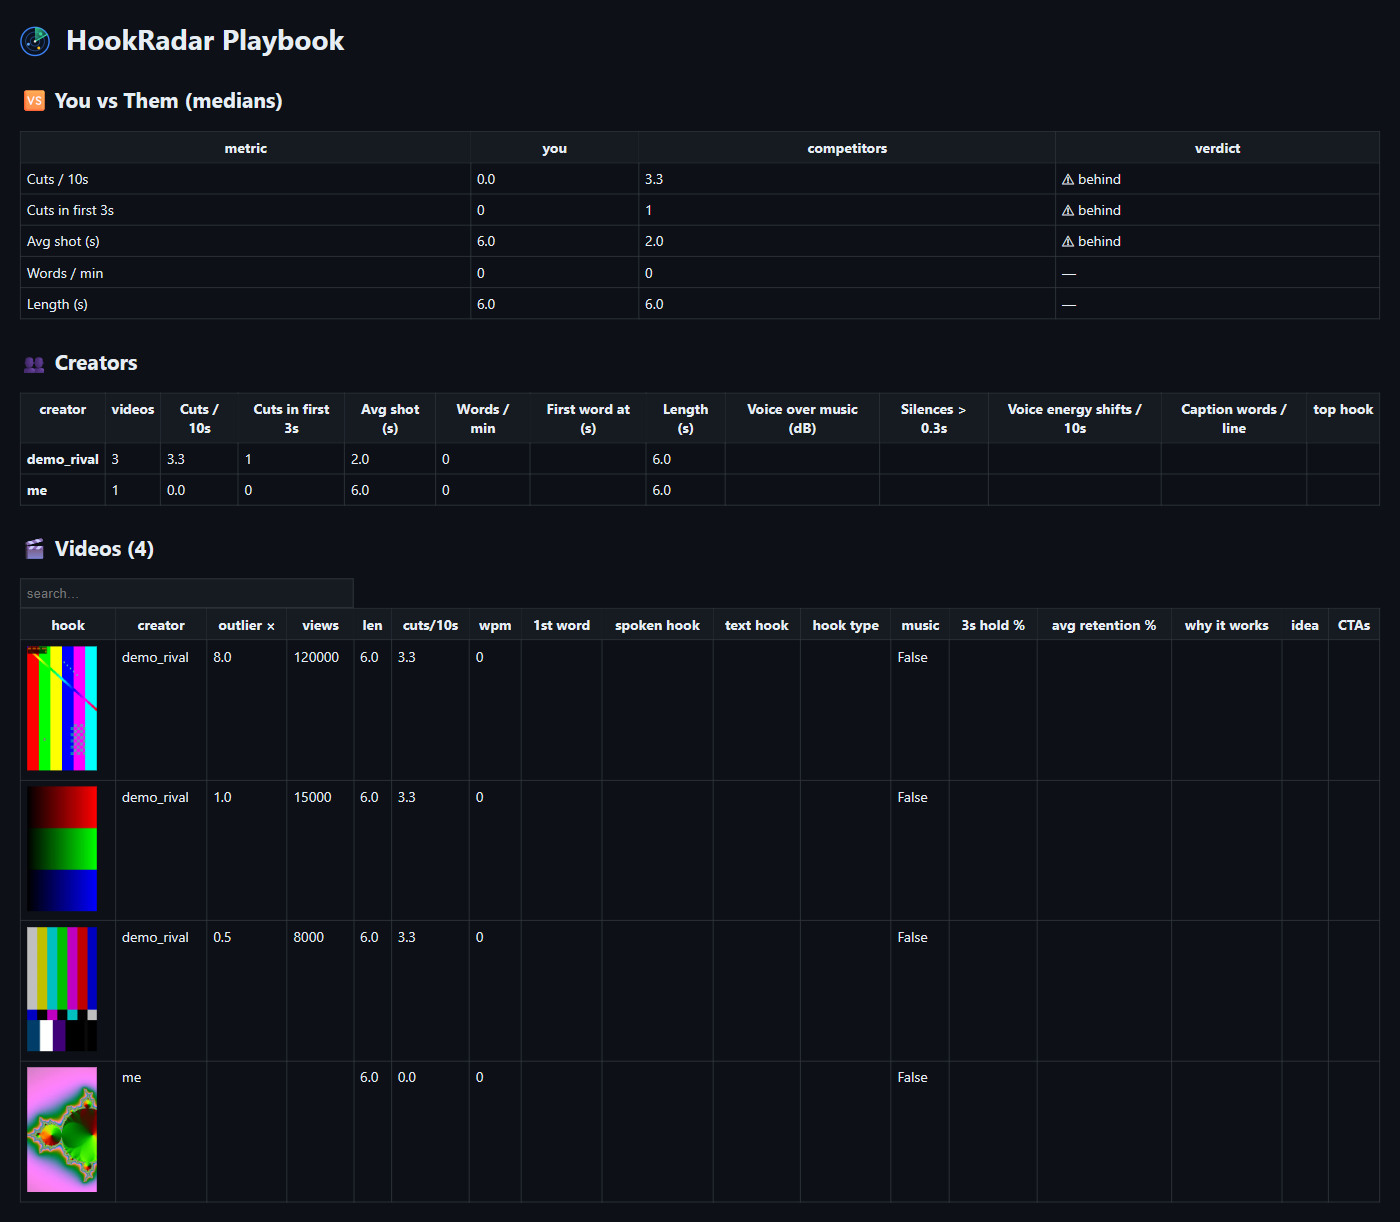 HookRadar Playbook
VS You vs Them (medians)
metric you competitors verdict
Cuts / 10s 0.0 3.3 ⚠ behind
Cuts in first 3s 0 1 ⚠ behind
Avg shot (s) 6.0 2.0 ⚠ behind
Words / min 0 0 —
Length (s) 6.0 6.0 —
Creators
creator videos Cuts / 10s Cuts in first 3s Avg shot (s) Words / min First word at (s) Length (s) Voice over music (dB) Silences > 0.3s Voice energy shifts / 10s Caption words / line top hook
demo_rival 3 3.3 1 2.0 0 6.0
me 1 0.0 0 6.0 0 6.0
Videos (4)
search...
hook creator outlier × views len cuts/10s wpm 1st word spoken hook text hook hook type music 3s hold % avg retention % why it works idea CTAs
demo_rival 8.0 120000 6.0 3.3 0 False
demo_rival 1.0 15000 6.0 3.3 0 False
demo_rival 0.5 8000 6.0 3.3 0 False
me 6.0 0.0 0 False